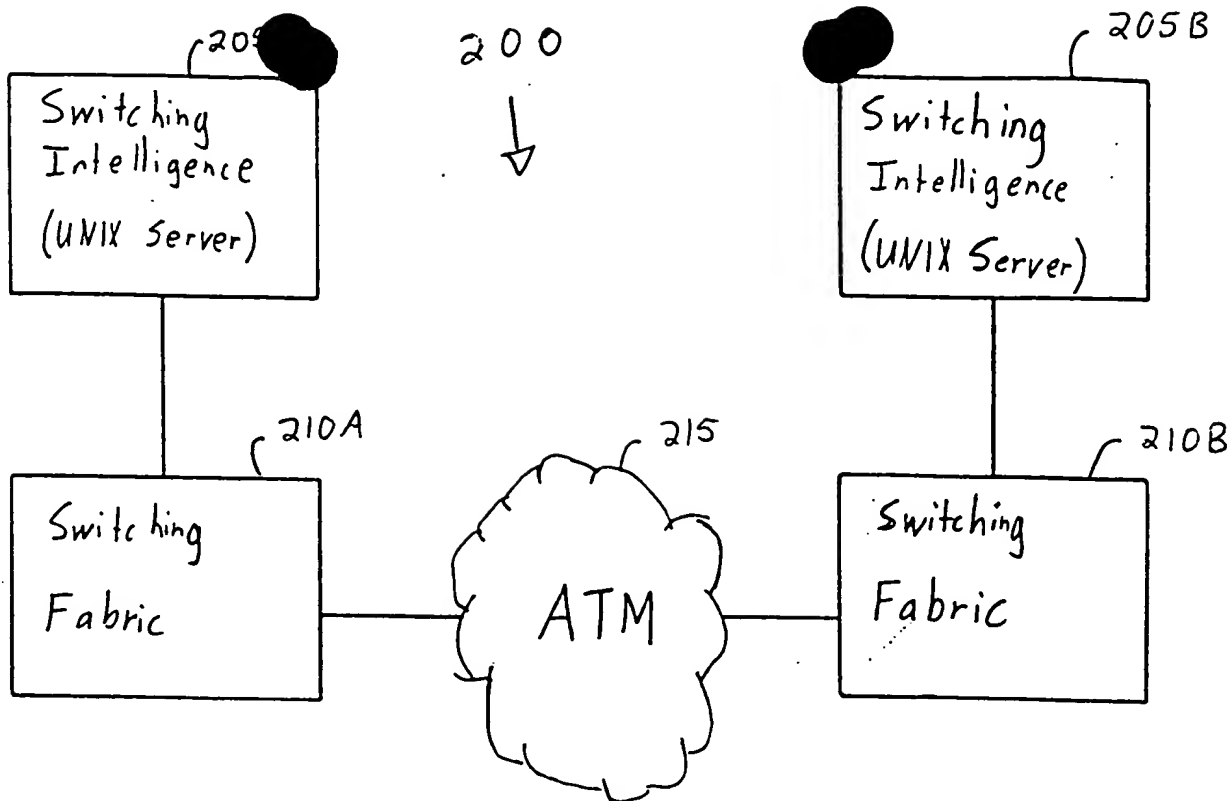 200
205B
Switching
Intelligence
(UNIX Server)
Switching
Intelligence
(UNIX Server)
210A
215
210B
Switching
Fabric
ATM
Switching
Fabric